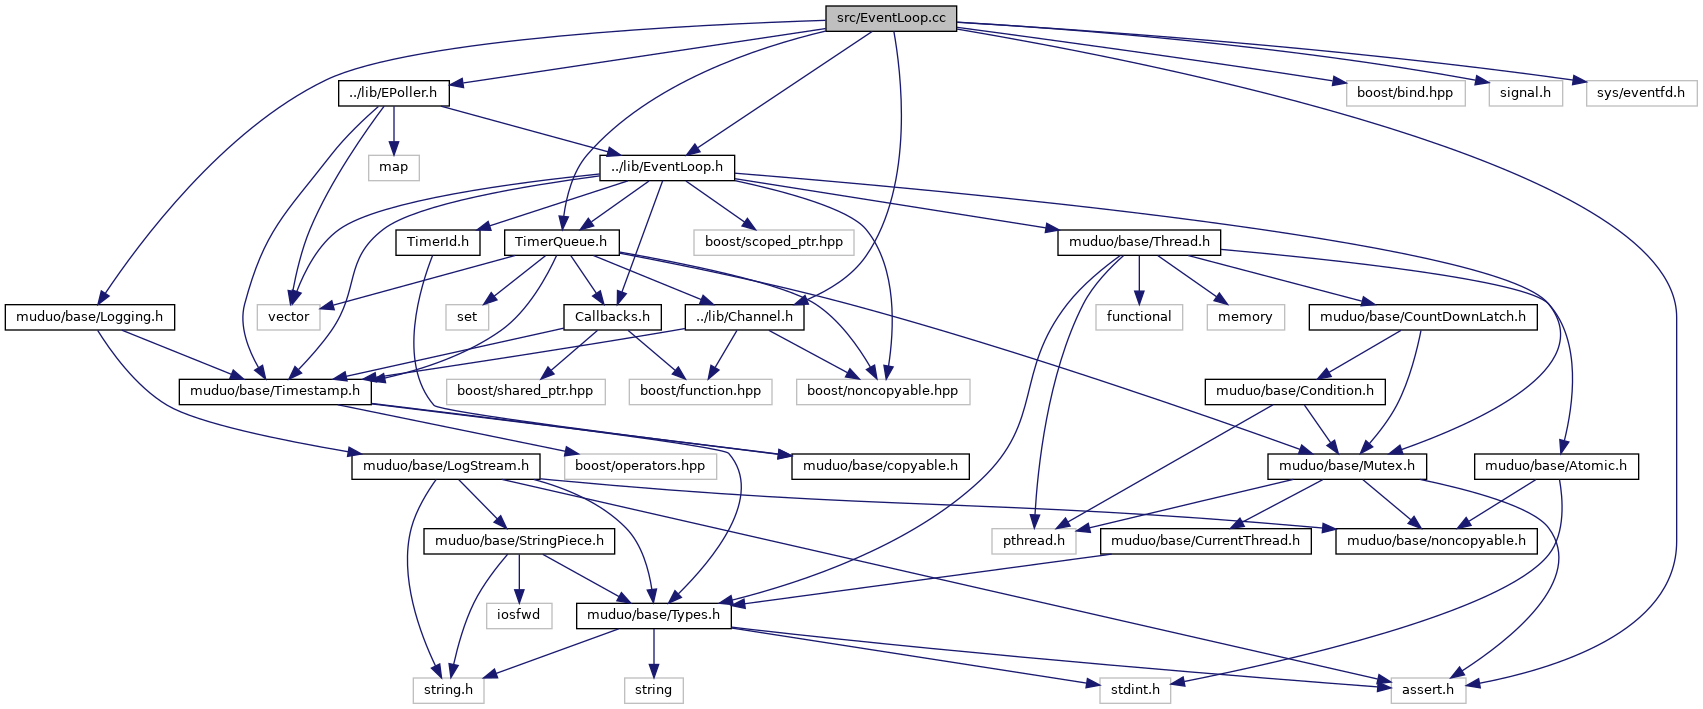 src/EventLoop.cc
../lib/EPoller.h
boost/bind.hpp
signal.h
sys/eventfd.h
map
../lib/EventLoop.h
TimerId.h
TimerQueue.h
boost/scoped_ptr.hpp
muduo/base/Thread.h
muduo/base/Logging.h
vector
set
Callbacks.h
../lib/Channel.h
functional
memory
muduo/base/CountDownLatch.h
muduo/base/Timestamp.h
boost/shared_ptr.hpp
boost/function.hpp
boost/noncopyable.hpp
muduo/base/Condition.h
muduo/base/LogStream.h
boost/operators.hpp
muduo/base/copyable.h
muduo/base/Mutex.h
muduo/base/Atomic.h
muduo/base/StringPiece.h
pthread.h
muduo/base/CurrentThread.h
muduo/base/noncopyable.h
iosfwd
muduo/base/Types.h
string.h
string
stdint.h
assert.h